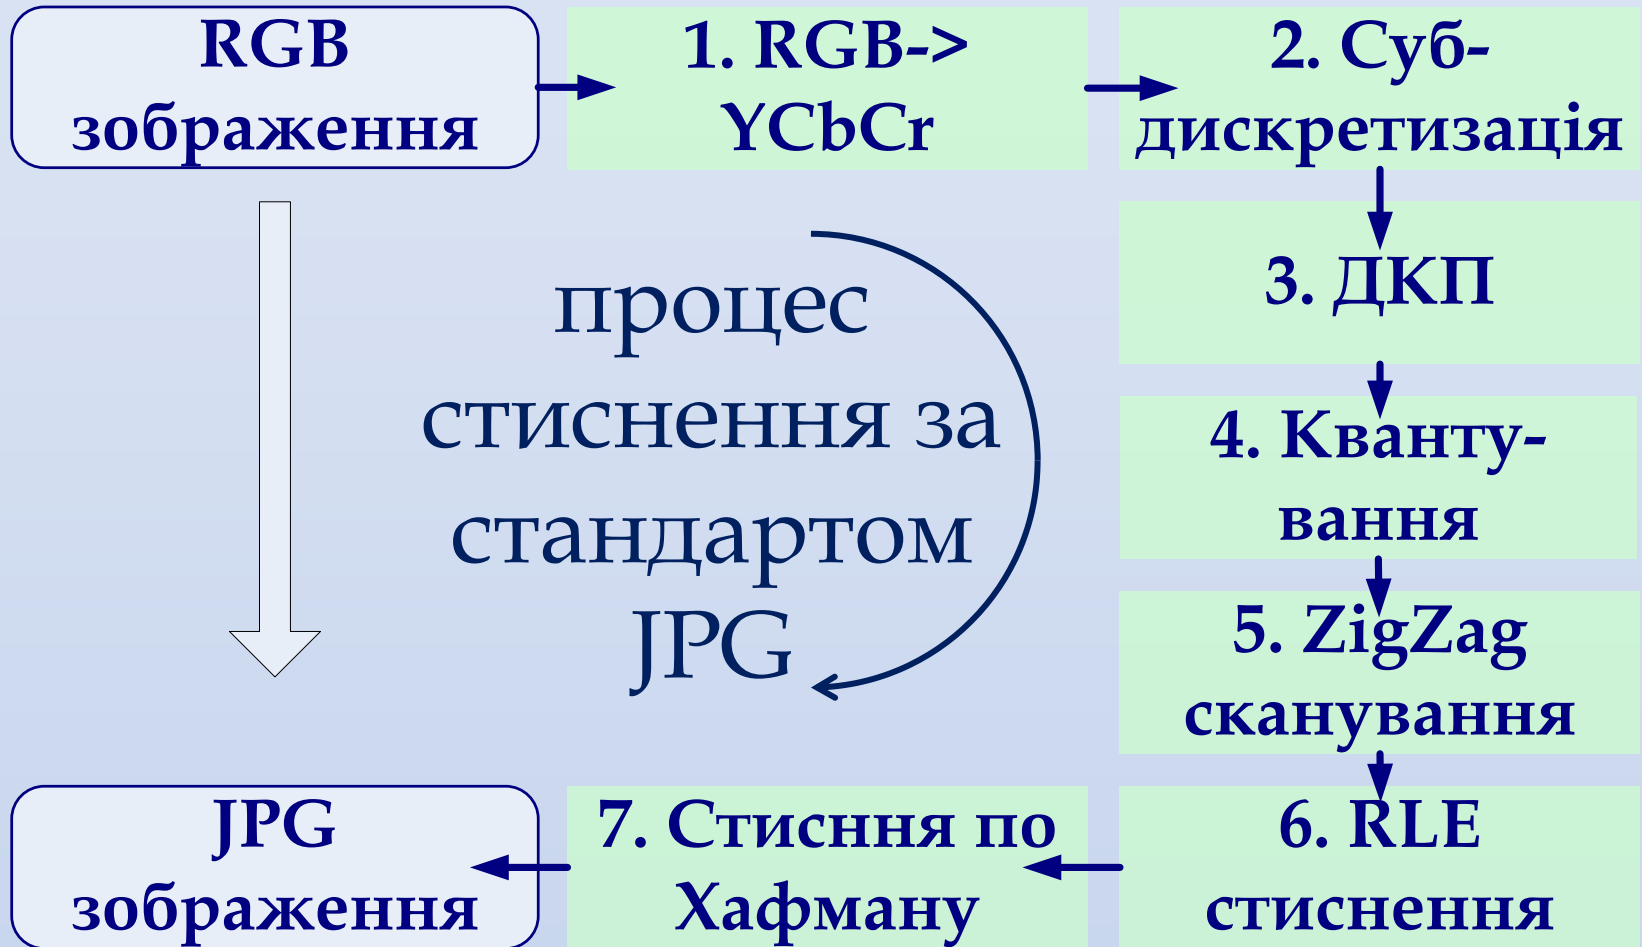 RGB
зображення
1. RGB->
YCbCr
2. Суб-
дискретизація
3. ДКП
4. Кванту-
вання
5. ZigZag
сканування
6. RLE
стиснення
7. Стисння по
Хафману
JPG
зображення
процес
стиснення за
стандартом
JPG